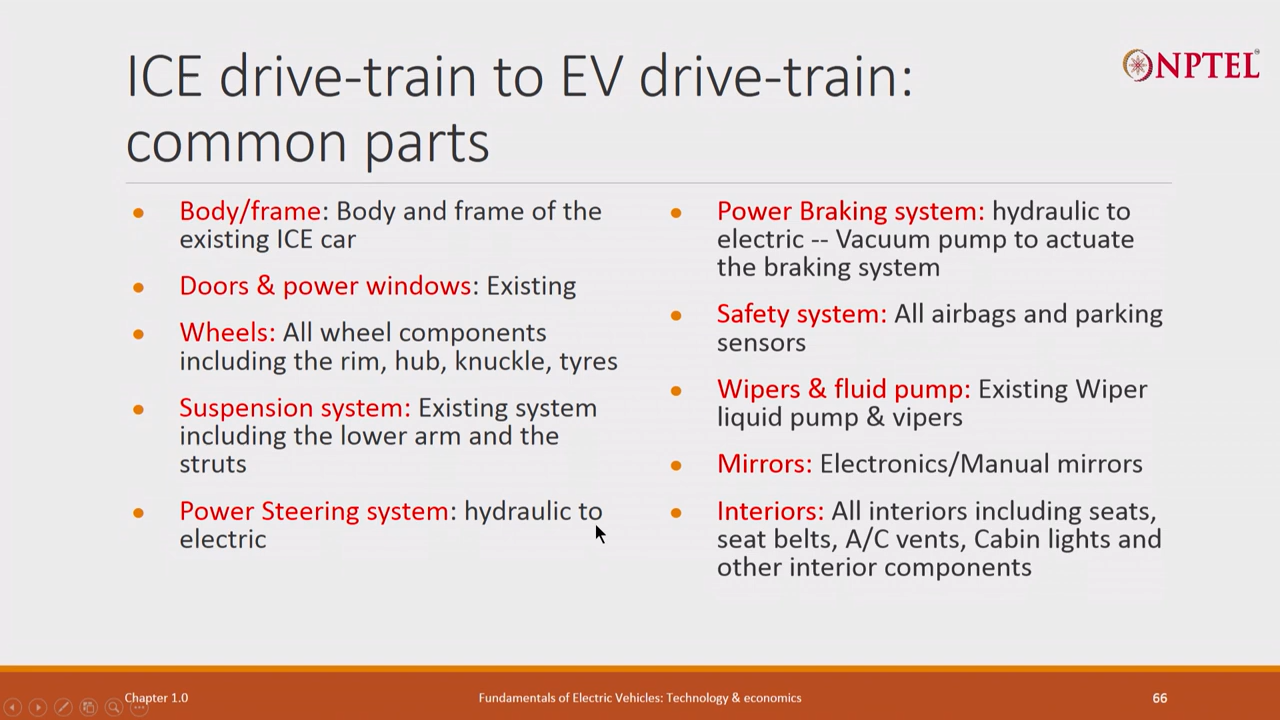 ICE drive-train to EV drive-train:
common parts
NPTEL
Body/frame: Body and frame of the
existing ICE car
Doors & power windows: Existing
Wheels: All wheel components
including the rim, hub, knuckle, tyres
Suspension system: Existing system
including the lower arm and the
struts
Power Steering system: hydraulic to
electric
Power Braking system: hydraulic to
electric -- Vacuum pump to actuate
the braking system
Safety system: All airbags and parking
sensors
Wipers & fluid pump: Existing Wiper
liquid pump & vipers
Mirrors: Electronics/Manual mirrors
Interiors: All interiors including seats,
seat belts, A/C vents, Cabin lights and
other interior components
Chapter 1.0
Fundamentals of Electric Vehicles: Technology & economics
66